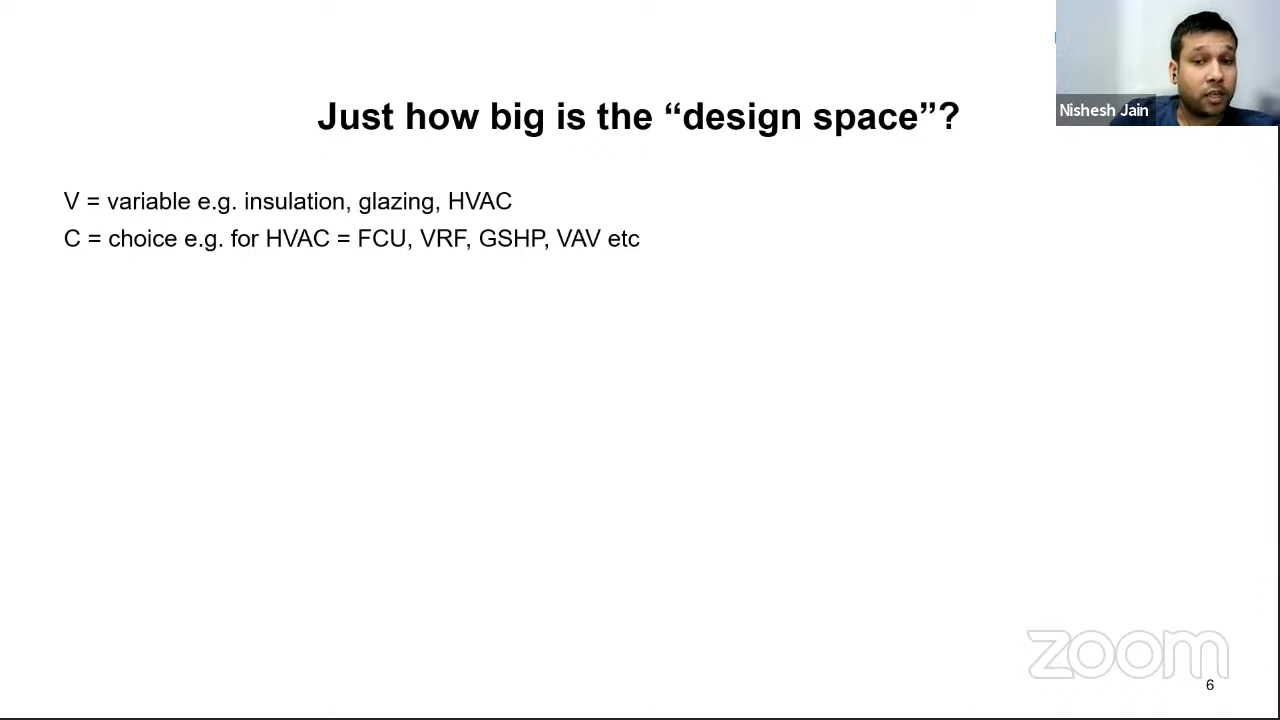 Just how big is the “design space”?
Nishesh Jain
V = variable e.g. insulation, glazing, HVAC
C = choice e.g. for HVAC = FCU, VRF, GSHP, VAV etc
zoom
6